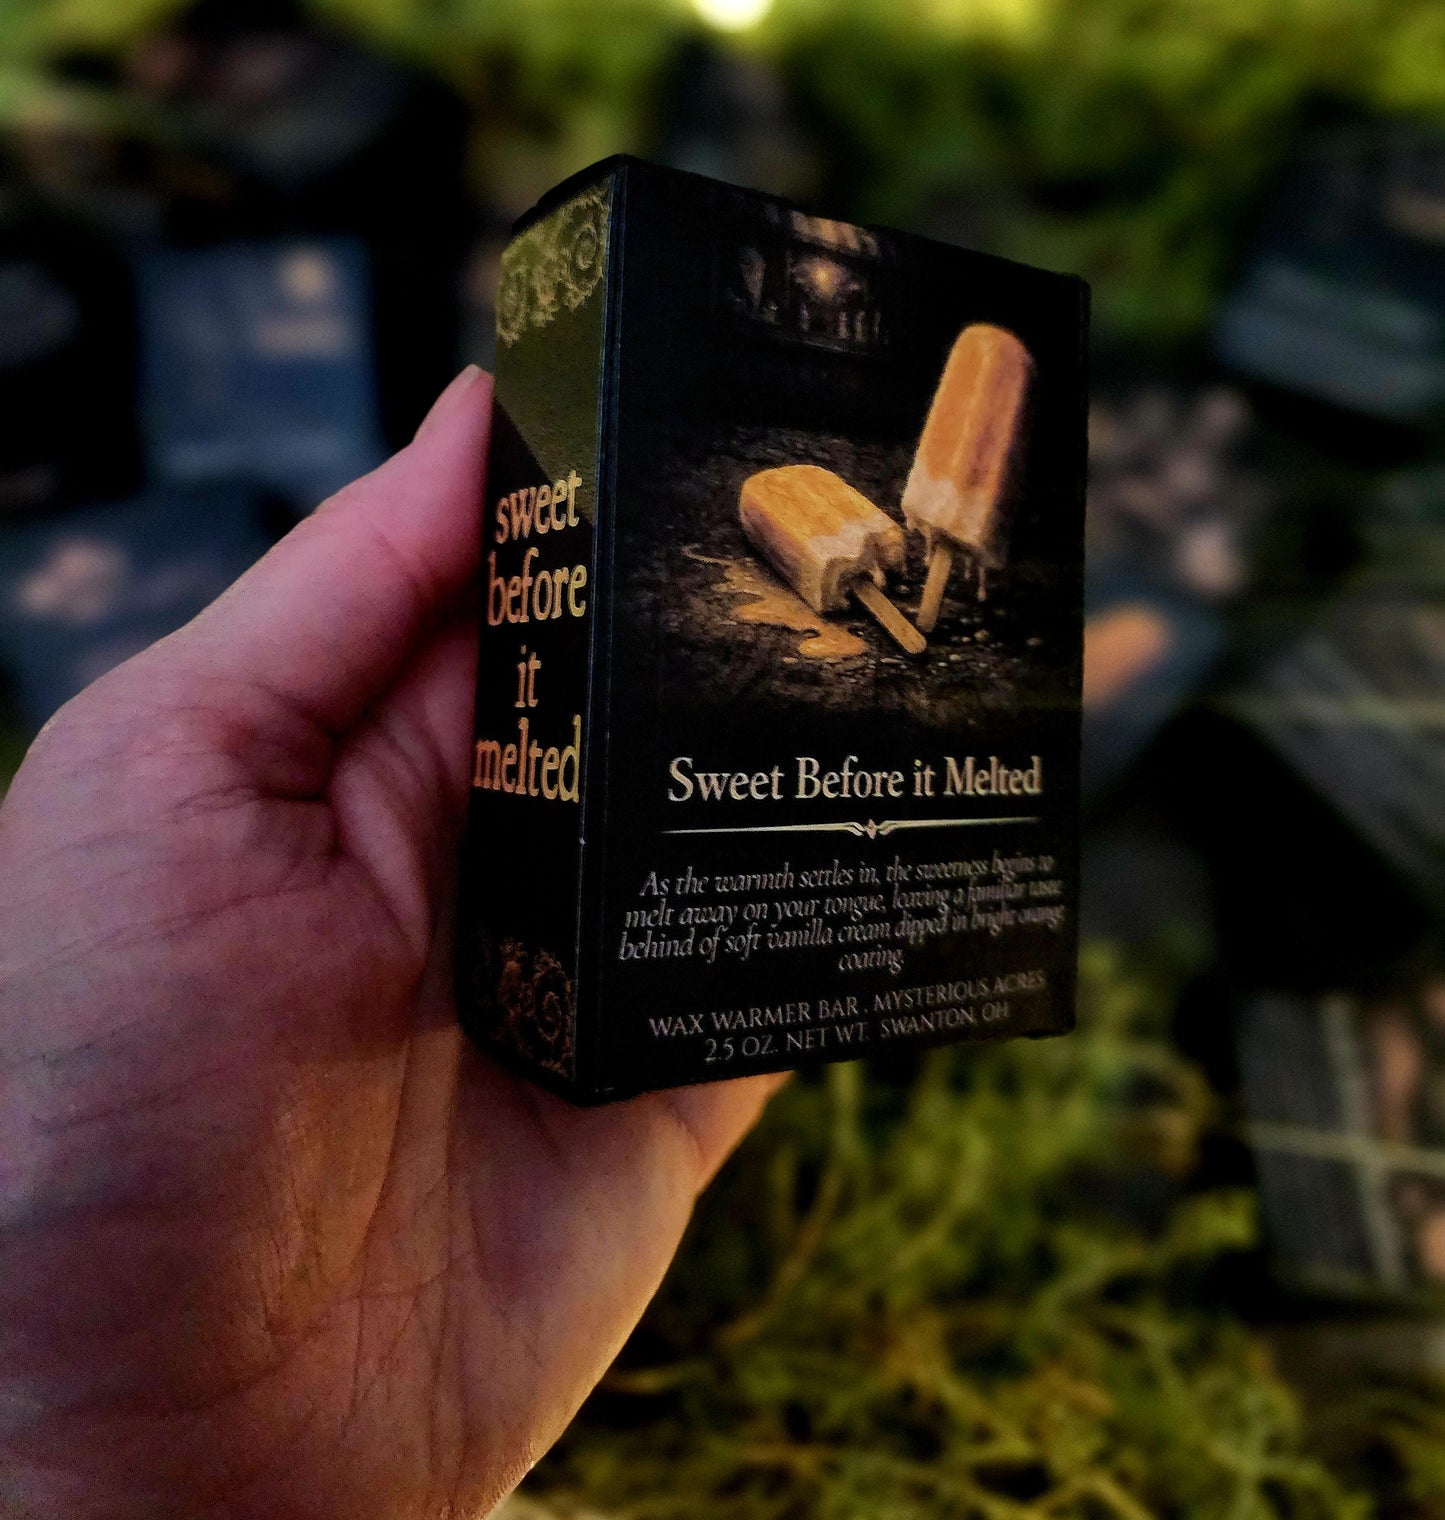 sweet
before
it
melted
Sweet Before it Melted
As the warmth settles in, the sweetness begins to
melt away on your tongue, leaving a familiar taste
behind of soft vanilla cream dipped in bright orange
coating.
WAX WARMER BAR . MYSTERIOUS ACRES
2.5 OZ. NET WT. SWANTON, OH